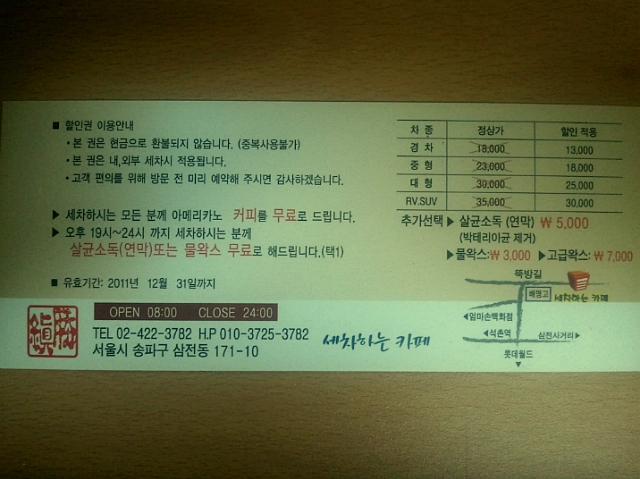 ■ 할인권 이용안내
• 본 권은 현금으로 환불되지 않습니다. (중복사용불가)
• 본 권은 내,외부 세차시 적용됩니다.
• 고객 편의를 위해 방문 전 미리 예약해 주시면 감사하겠습니다.
▶ 세차하시는 모든 분께 아메리카노 커피를 무료로 드립니다.
▶ 오후 19시~24시 까지 세차하시는 분께
살균소독(연막)또는 물왁스 무료로 해드립니다.(택1)
■ 유효기간: 2011년 12월 31일까지
차 종 정상가 할인 적용
경 차 18,000 13,000
중 형 23,000 18,000
대 형 30,000 25,000
RV.SUV 35,000 30,000
추가선택 ▶ 살균소독 (연막) ₩ 5,000
(박테리아균 제거)
▶물왁스:₩ 3,000 ▶고급왁스: ₩ 7,000
OPEN 08:00 CLOSE 24:00
TEL 02-422-3782 H.P 010-3725-3782
서울시 송파구 삼전동 171-10
세차하는 카페
뚝방길
배명고
세차하는 카페
◀임마손백화점
◀석촌역
삼전사거리▶
롯데월드
▼